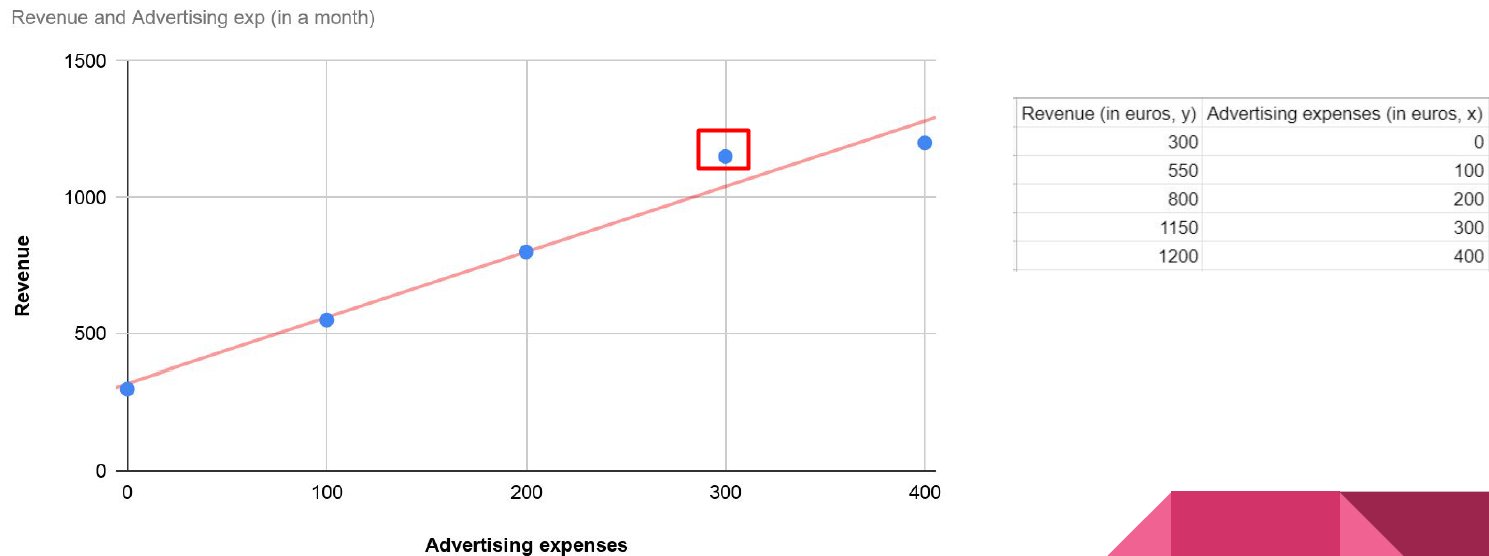 Revenue and Advertising exp (in a month)
1500
1000
500
0
Revenue
0 100 200 300 400
Advertising expenses
Revenue (in euros, y) Advertising expenses (in euros, x)
300 0
550 100
800 200
1150 300
1200 400